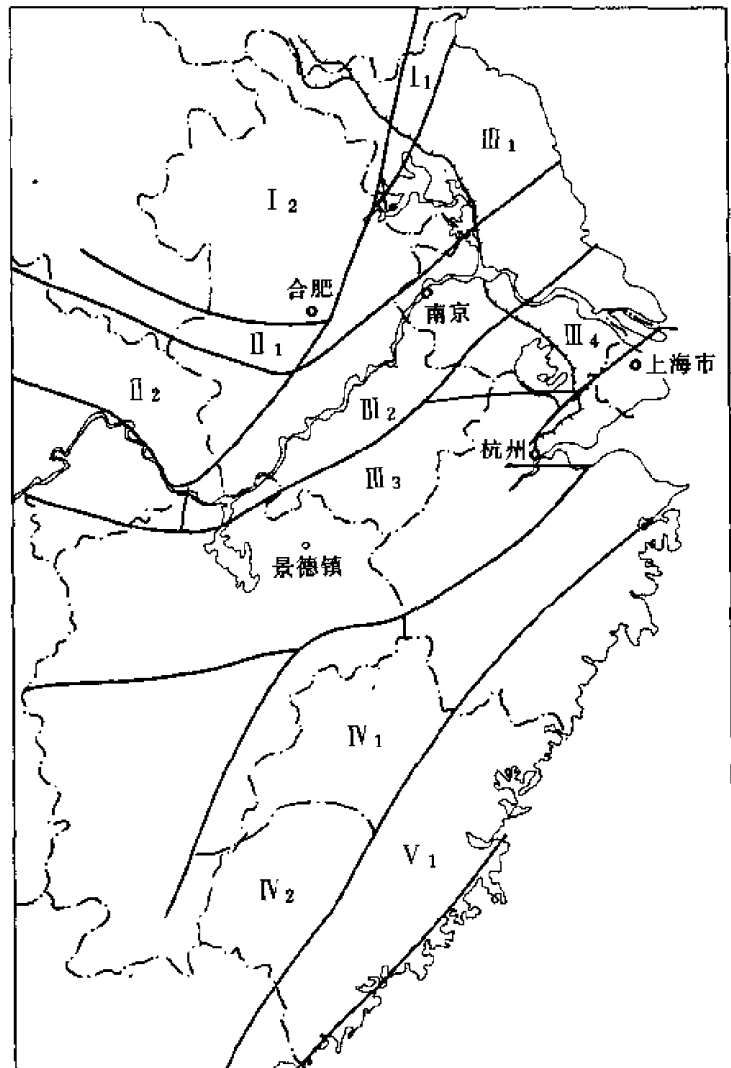 Ⅰ₁
Ⅲ₁
Ⅰ₂
合肥
南京
Ⅱ₁
Ⅲ₄
上海市
Ⅱ₂
Ⅲ₂
杭州
Ⅲ₃
景德镇
Ⅳ₁
Ⅴ₁
Ⅳ₂